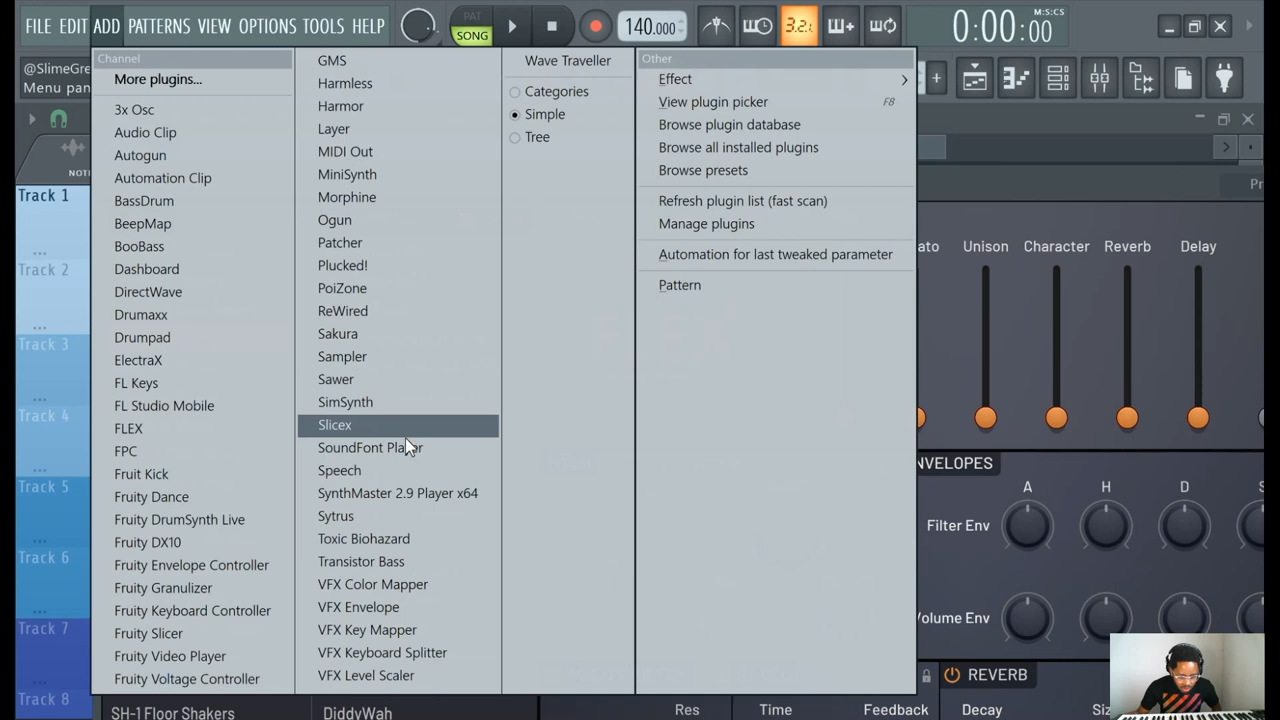 FILE EDIT ADD PATTERNS VIEW OPTIONS TOOLS HELP
PAT
SONG
140.000
3.2.
0:00:00
M:S:CS
@SlimeGre
Menu pan
NOTE
Track 1
...
Track 2
...
Track 3
...
Track 4
...
Track 5
...
Track 6
...
Track 7
...
Track 8
Channel
More plugins...
3x Osc
Audio Clip
Autogun
Automation Clip
BassDrum
BeepMap
BooBass
Dashboard
DirectWave
Drumaxx
Drumpad
ElectraX
FL Keys
FL Studio Mobile
FLEX
FPC
Fruit Kick
Fruity Dance
Fruity DrumSynth Live
Fruity DX10
Fruity Envelope Controller
Fruity Granulizer
Fruity Keyboard Controller
Fruity Slicer
Fruity Video Player
Fruity Voltage Controller
GMS
Harmless
Harmor
Layer
MIDI Out
MiniSynth
Morphine
Ogun
Patcher
Plucked!
PoiZone
ReWired
Sakura
Sampler
Sawer
SimSynth
Slicex
SoundFont Player
Speech
SynthMaster 2.9 Player x64
Sytrus
Toxic Biohazard
Transistor Bass
VFX Color Mapper
VFX Envelope
VFX Key Mapper
VFX Keyboard Splitter
VFX Level Scaler
Wave Traveller
Categories
Simple
Tree
Other
Effect
View plugin picker F8
Browse plugin database
Browse all installed plugins
Browse presets
Refresh plugin list (fast scan)
Manage plugins
Automation for last tweaked parameter
Pattern
Pr
ato Unison Character Reverb Delay
NVELOPES
A H D S
Filter Env
Volume Env
REVERB
SH-1 Floor Shakers DiddyWah Res Time Feedback Decay Siz